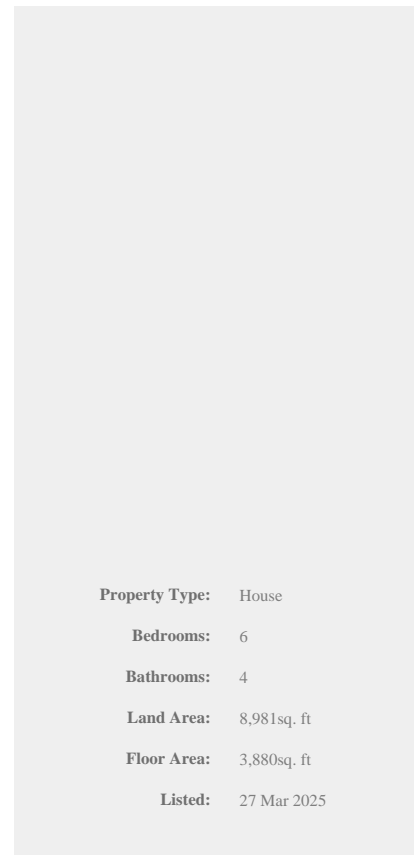 Property Type: House
Bedrooms: 6
Bathrooms: 4
Land Area: 8,981sq. ft
Floor Area: 3,880sq. ft
Listed: 27 Mar 2025